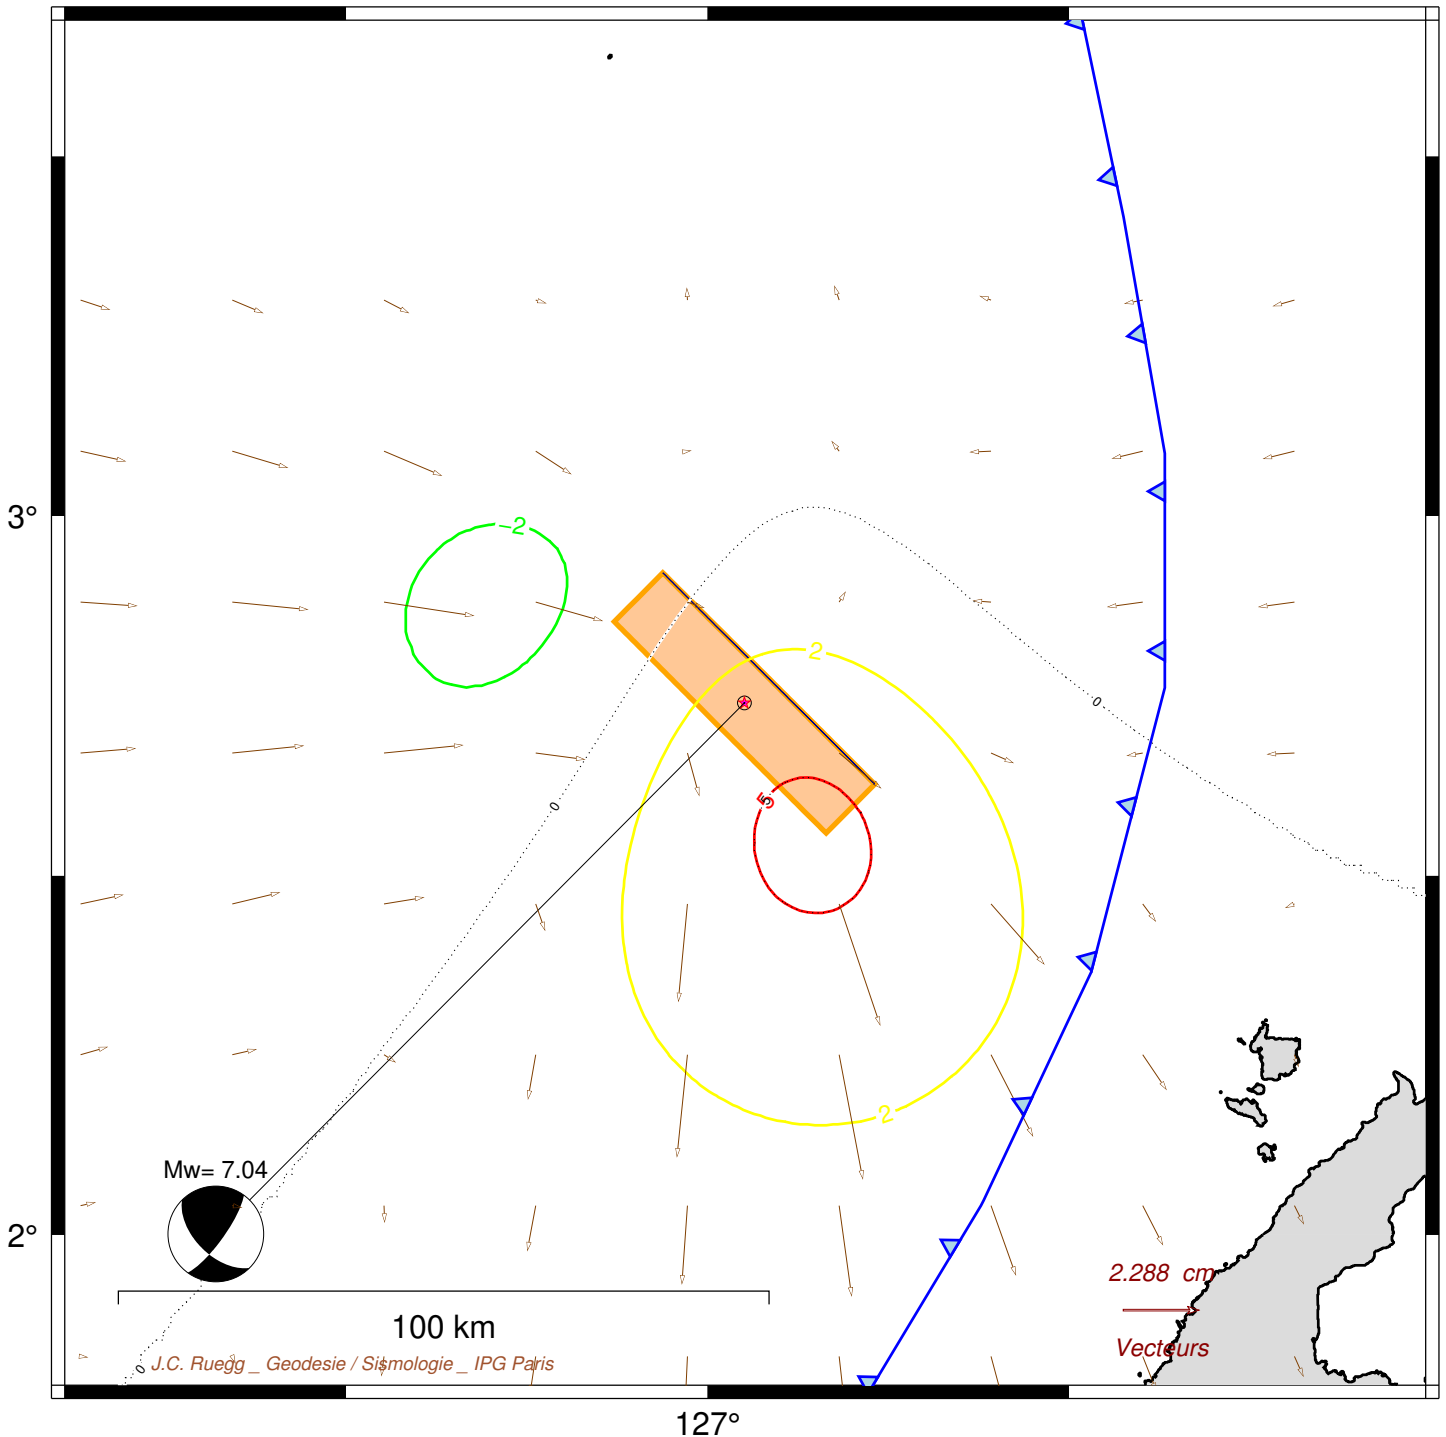 3°
−2
2
0
0
5
2
Mw= 7.04
2°
2.288 cm
100 km
Vecteurs
0
J.C. Ruegg _ Geodesie / Sismologie _ IPG Paris
127°